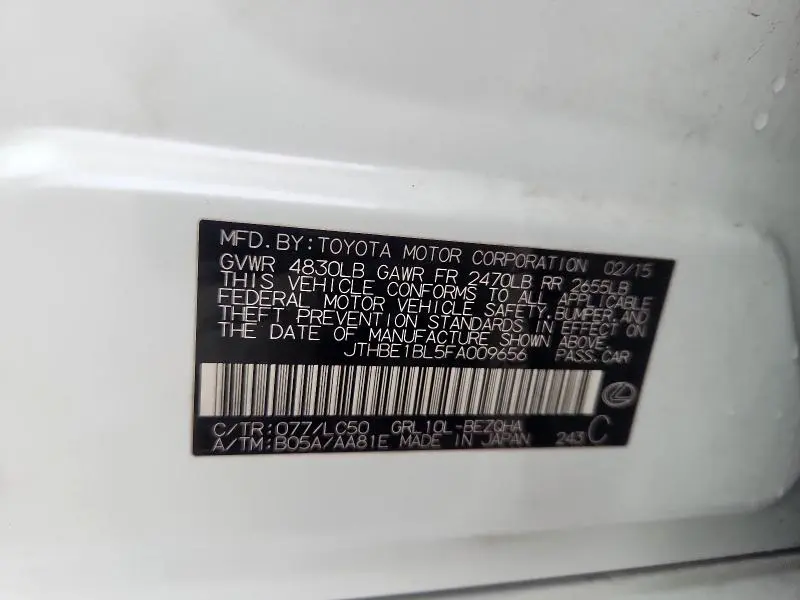 MFD.BY:TOYOTA MOTOR CORPORATION 02/15
GVWR 4830LB GAWR FR 2470LB RR 2655LB
THIS VEHICLE CONFORMS TO ALL APPLICABLE
FEDERAL MOTOR VEHICLE SAFETY,BUMPER,AND
THEFT PREVENTION STANDARDS IN EFFECT ON
THE DATE OF MANUFACTURE SHOWN ABOVE.
JTHBE1BL5FA009656 PASS.CAR
C/TR:077/LC50 GRL10L-BEZQHA
A/TM:B05A/AA81E MADE IN JAPAN 243 C